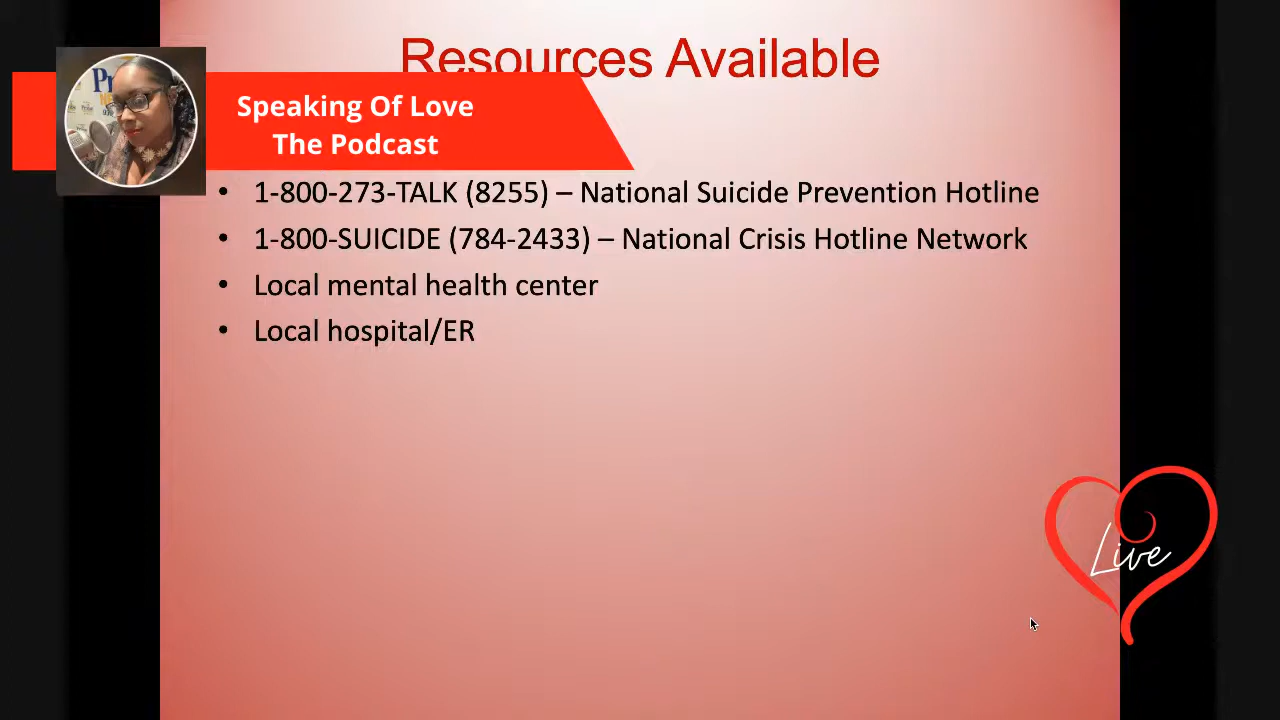 Resources Available
Speaking Of Love
The Podcast
• 1-800-273-TALK (8255) – National Suicide Prevention Hotline
• 1-800-SUICIDE (784-2433) – National Crisis Hotline Network
• Local mental health center
• Local hospital/ER
Live